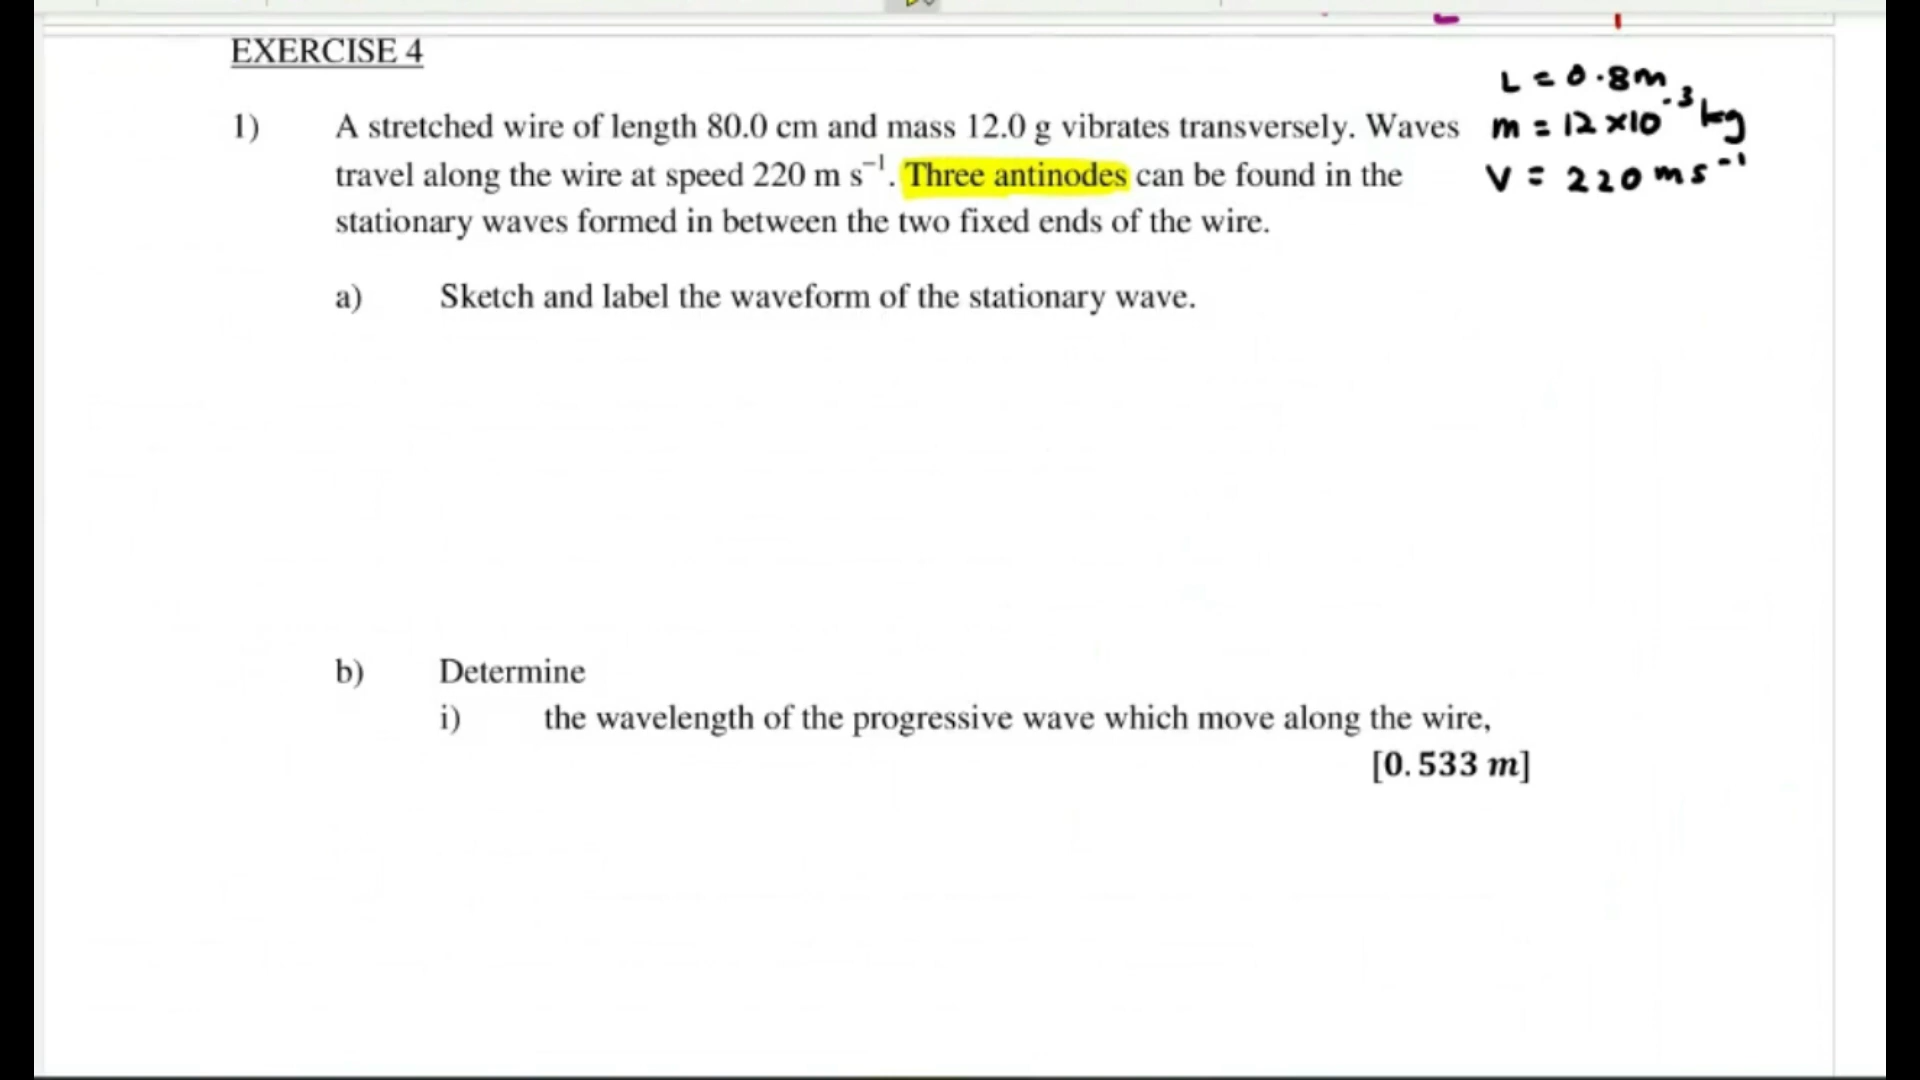 EXERCISE 4
L = 0.8m
1) A stretched wire of length 80.0 cm and mass 12.0 g vibrates transversely. Waves m = 12 x10⁻³ kg
travel along the wire at speed 220 m s⁻¹. Three antinodes can be found in the V = 220 ms⁻¹
stationary waves formed in between the two fixed ends of the wire.
a) Sketch and label the waveform of the stationary wave.
b) Determine
i) the wavelength of the progressive wave which move along the wire,
[0.533 m]